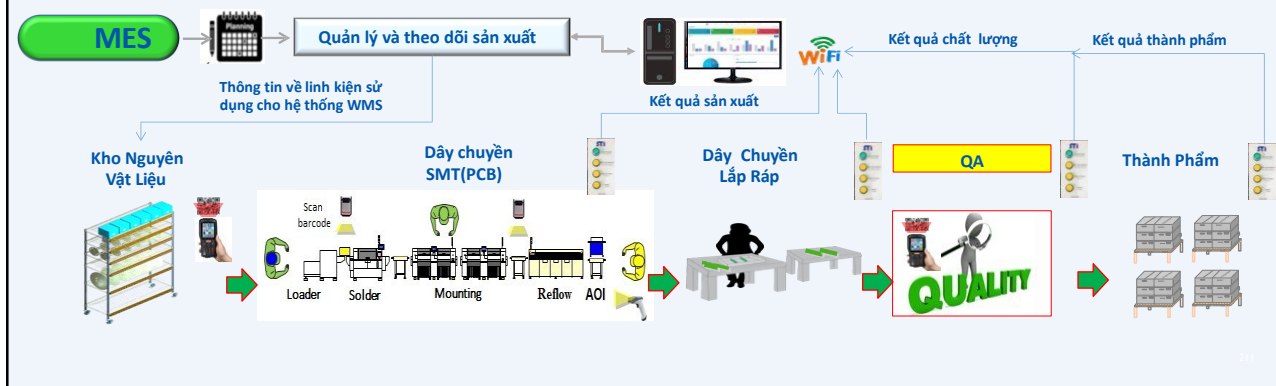 MES
Planning
Quản lý và theo dõi sản xuất
WiFi
Kết quả chất lượng
Kết quả thành phẩm
Thông tin về linh kiện sử
dụng cho hệ thống WMS
Kết quả sản xuất
Kho Nguyên
Vật Liệu
Dây chuyền
SMT(PCB)
Dây Chuyền
Lắp Ráp
QA
Thành Phẩm
Scan
barcode
Loader
Solder
Mounting
Reflow
AOI
QUALITY